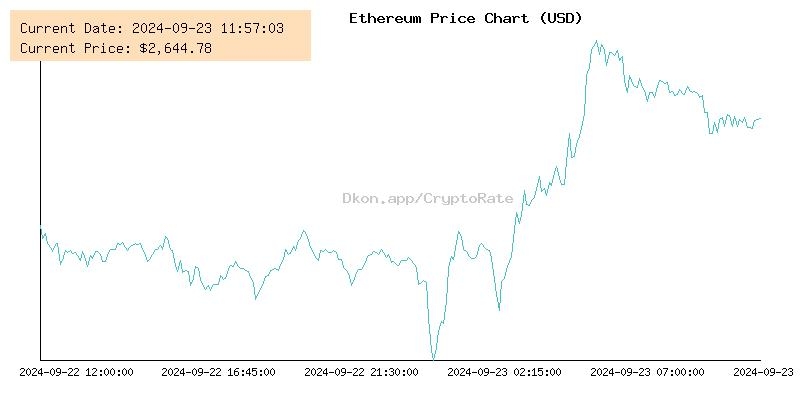 Ethereum Price Chart (USD)
Current Date: 2024-09-23 11:57:03
Current Price: $2,644.78
Dkon.app/CryptoRate
2024-09-22 12:00:00
2024-09-22 16:45:00
2024-09-22 21:30:00
2024-09-23 02:15:00
2024-09-23 07:00:00
2024-09-23